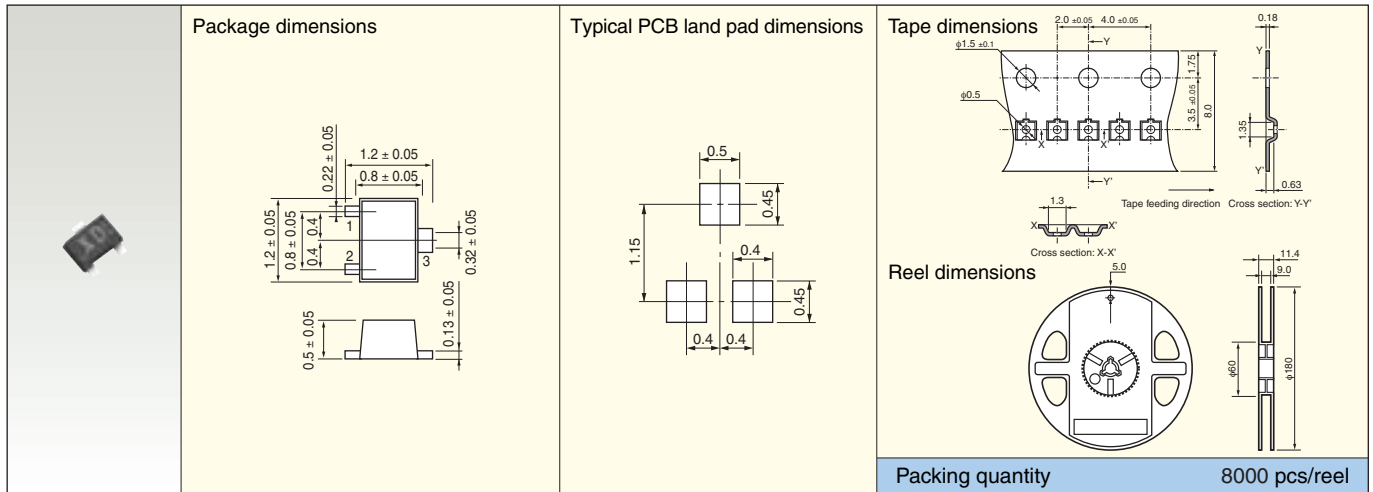 Package dimensions
1.2 ± 0.05
0.8 ± 0.05
0.22 ± 0.05
1.2 ± 0.05
0.8 ± 0.05
0.4
0.4
1
2
3
0.32 ± 0.05
0.5 ± 0.05
0.13 ± 0.05
Typical PCB land pad dimensions
0.5
0.45
1.15
0.4
0.45
0.4
0.4
Tape dimensions
2.0 ±0.05
4.0 ±0.05
φ1.5 ±0.1
φ0.5
Y
1.75
3.5 ±0.05
8.0
X
X'
Y'
Tape feeding direction
0.18
Y
1.35
Y'
0.63
Cross section: Y-Y'
1.3
X
X'
Cross section: X-X'
Reel dimensions
5.0
11.4
9.0
φ60
φ180
Packing quantity 8000 pcs/reel